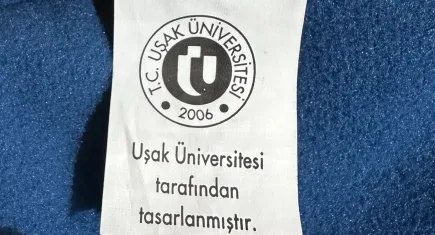 T.C. UŞAK ÜNİVERSİTESİ
2006
Uşak Üniversitesi
tarafından
tasarlanmıştır.